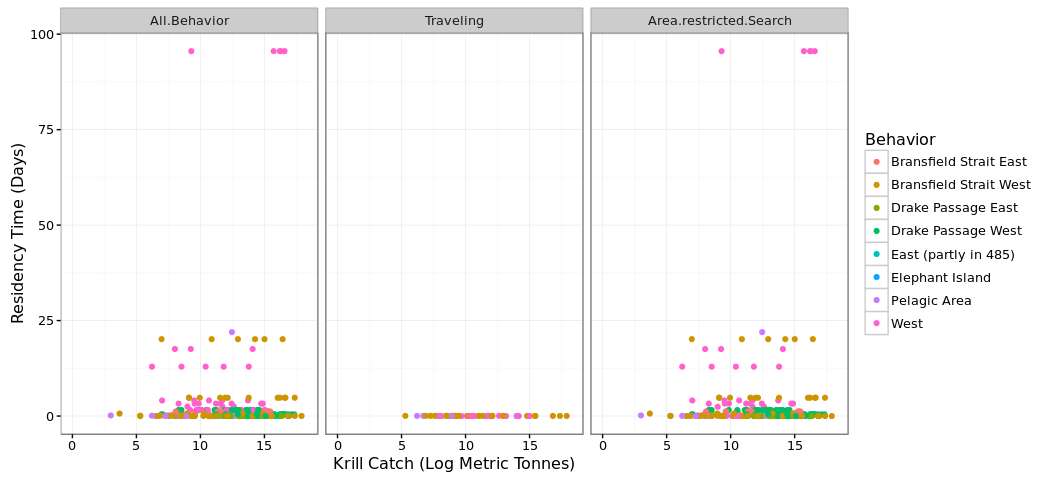 All.Behavior Traveling Area.restricted.Search
100
75
50
25
0
Residency Time (Days)
0 5 10 15 0 5 10 15 0 5 10 15
Krill Catch (Log Metric Tonnes)
Behavior
Bransfield Strait East
Bransfield Strait West
Drake Passage East
Drake Passage West
East (partly in 485)
Elephant Island
Pelagic Area
West